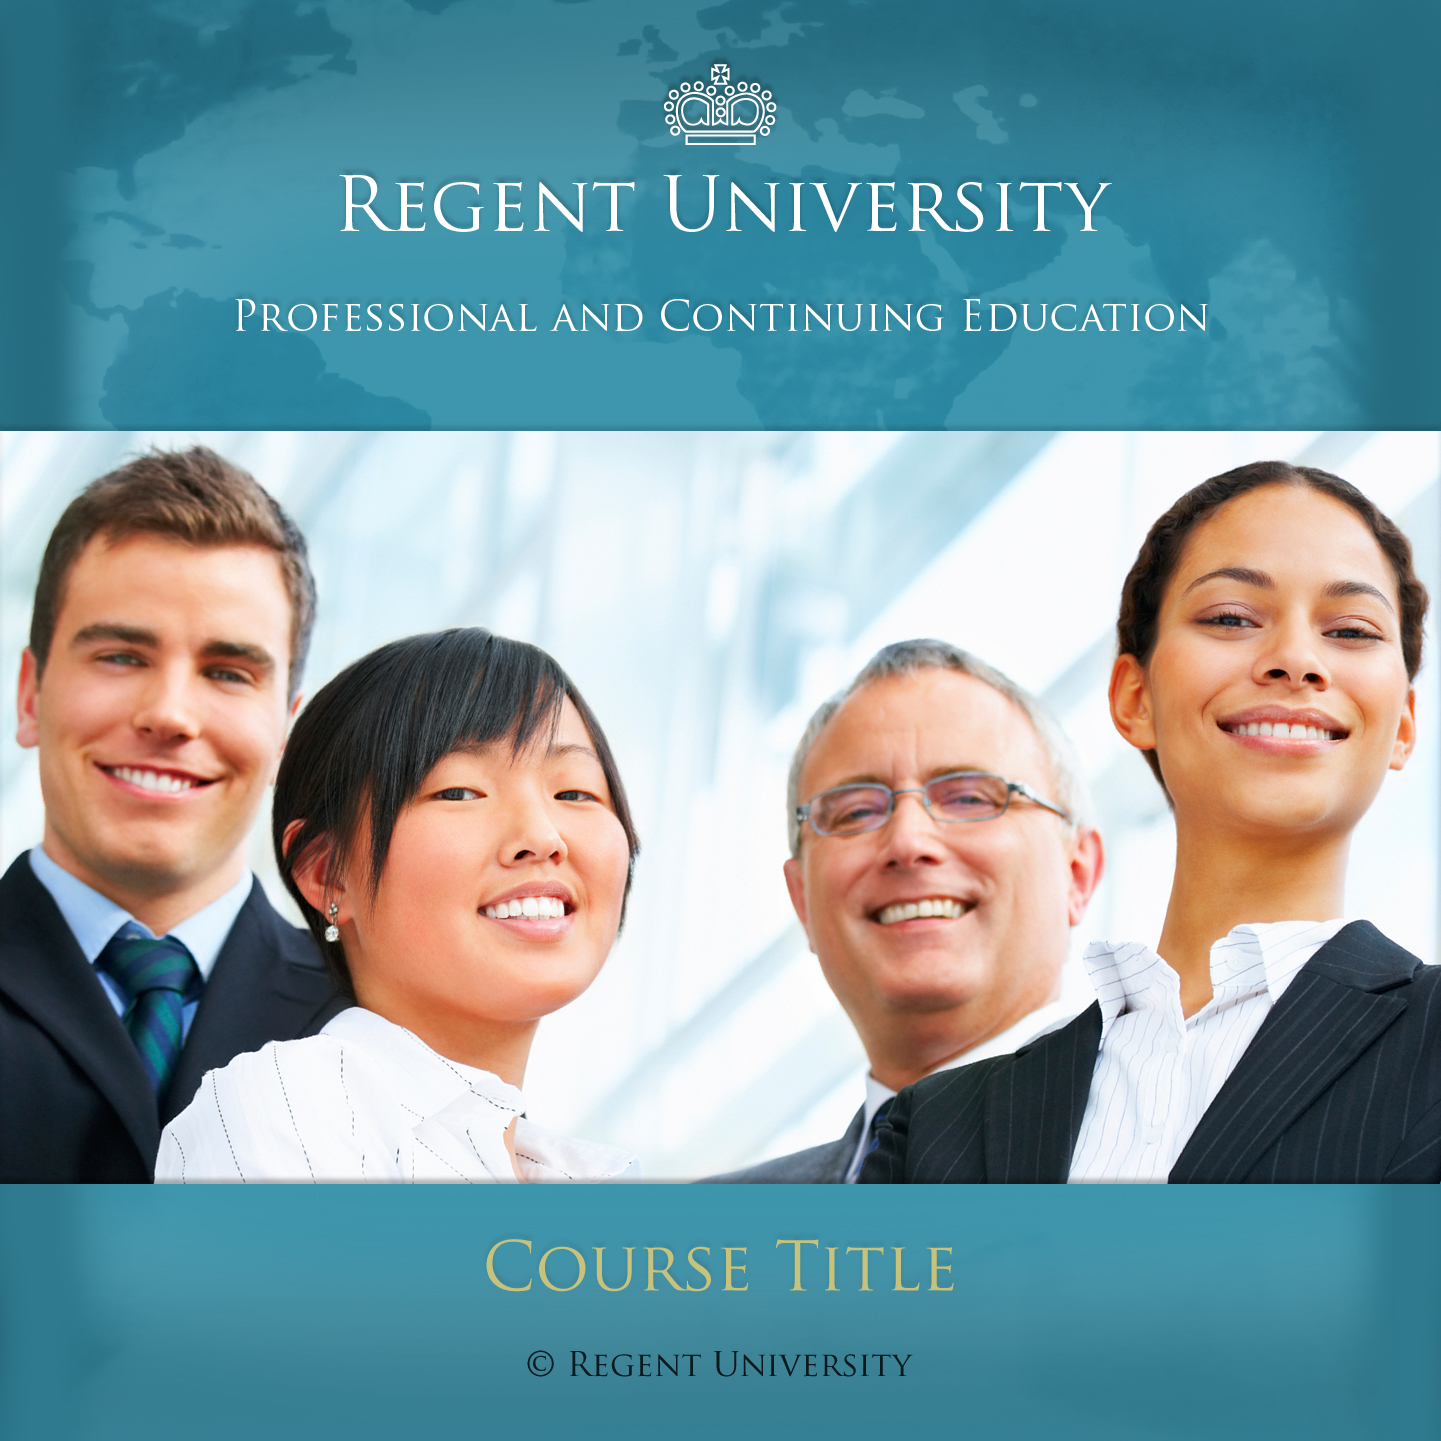 Regent University
Professional and Continuing Education
Course Title
© Regent University